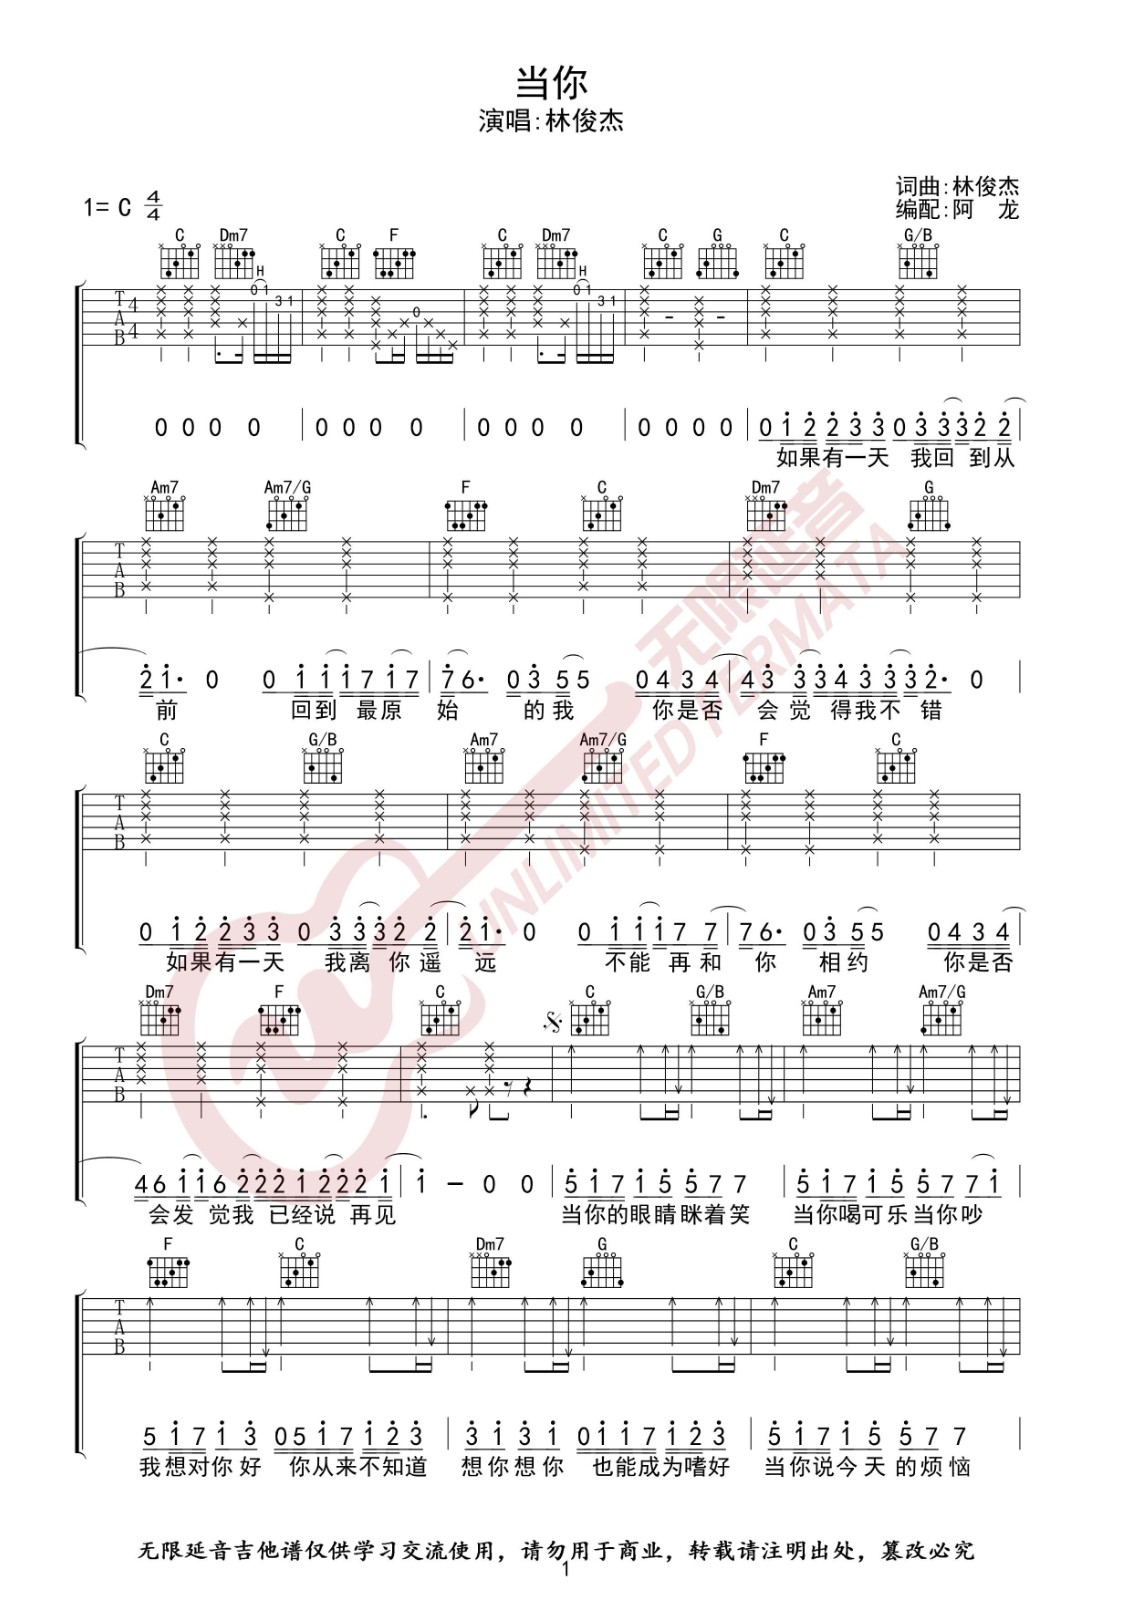 当你
演唱:林俊杰
词曲:林俊杰
1= C 4/4
编配:阿 龙
C Dm7 C F C Dm7 C G C G/B
H H
0 1 3 1 0 0 1 3 1
T A B 4 4
0 0 0 0 0 0 0 0 0 0 0 0 0 0 0 0 0 1 2 2 3 3 0 3 3 3 2 2
如果有一天 我回 到从
Am7 Am7/G F C Dm7 G
T A B
2 1· 0 0 1 1 1 7 1 7 7 6· 0 3 5 5 0 4 3 4 4 3 3 3 4 3 3 3 2· 0
前 回到 最原 始 的我 你是否 会觉 得我不 错
C G/B Am7 Am7/G F C
T A B
0 1 2 2 3 3 0 3 3 3 2 2 2 1· 0 0 1 1 1 7 7 7 6· 0 3 5 5 0 4 3 4
如果有一天 我离 你遥 远 不能 再和 你 相约 你是否
Dm7 F C C G/B Am7 Am7/G
T A B
4 6 1 1 6 2 2 2 1 2 2 2 1 1 – 0 0 5 1 7 1 5 5 7 7 5 1 7 1 5 5 7 7 1
会发 觉我 已经说 再见 当你的眼睛眯着笑 当你喝可乐当你吵
F C Dm7 G C G/B
T A B
5 1 7 1 3 0 5 1 7 1 2 3 3 1 3 1 0 1 1 7 1 2 3 5 1 7 1 5 5 7 7
我想对你好 你从来不知道 想你想你 也能成为嗜好 当你说今天的烦恼
无限延音
UNLIMITED FERMATA
无限延音吉他谱仅供学习交流使用，请勿用于商业，转载请注明出处，篡改必究
1